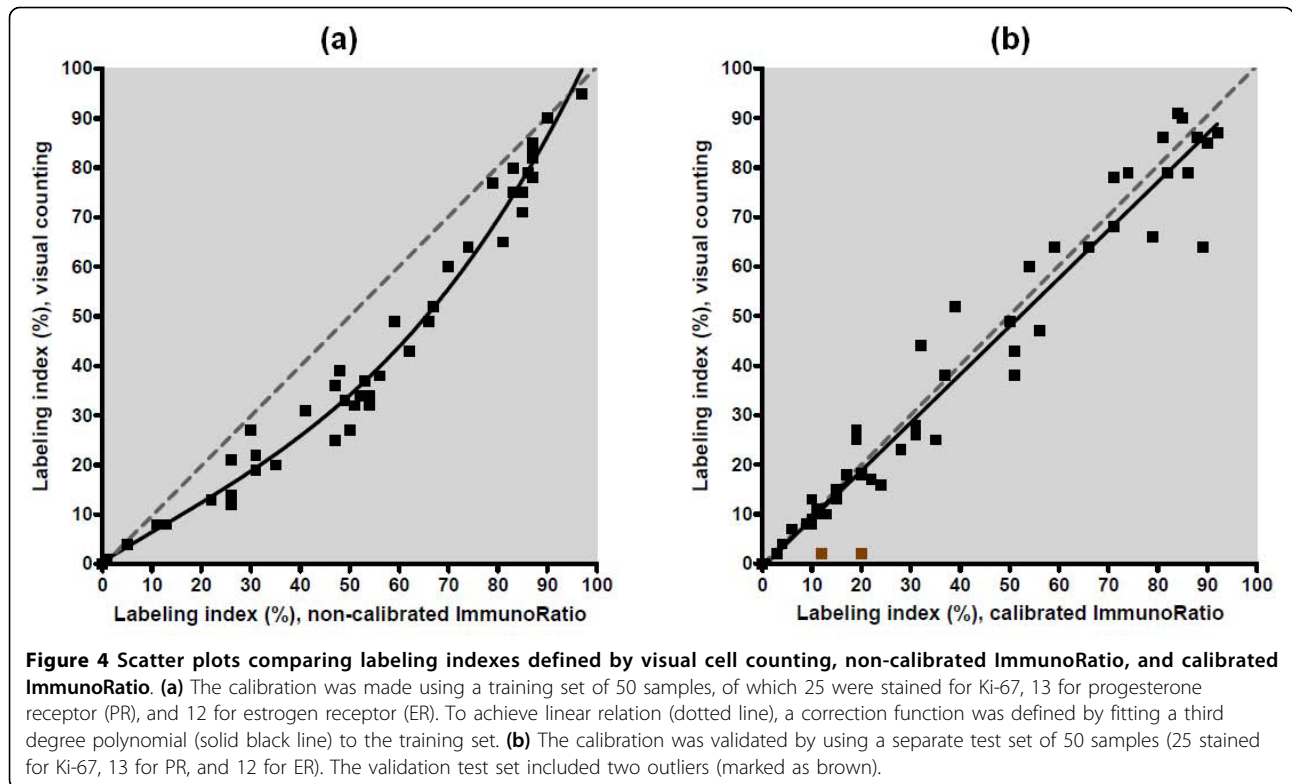 (a)
(b)
100
90
80
70
60
50
40
30
20
10
0
Labeling index (%), visual counting
0 10 20 30 40 50 60 70 80 90 100
Labeling index (%), non-calibrated ImmunoRatio
100
90
80
70
60
50
40
30
20
10
0
Labeling index (%), visual counting
0 10 20 30 40 50 60 70 80 90 100
Labeling index (%), calibrated ImmunoRatio
Figure 4 Scatter plots comparing labeling indexes defined by visual cell counting, non-calibrated ImmunoRatio, and calibrated
ImmunoRatio. (a) The calibration was made using a training set of 50 samples, of which 25 were stained for Ki-67, 13 for progesterone
receptor (PR), and 12 for estrogen receptor (ER). To achieve linear relation (dotted line), a correction function was defined by fitting a third
degree polynomial (solid black line) to the training set. (b) The calibration was validated by using a separate test set of 50 samples (25 stained
for Ki-67, 13 for PR, and 12 for ER). The validation test set included two outliers (marked as brown).